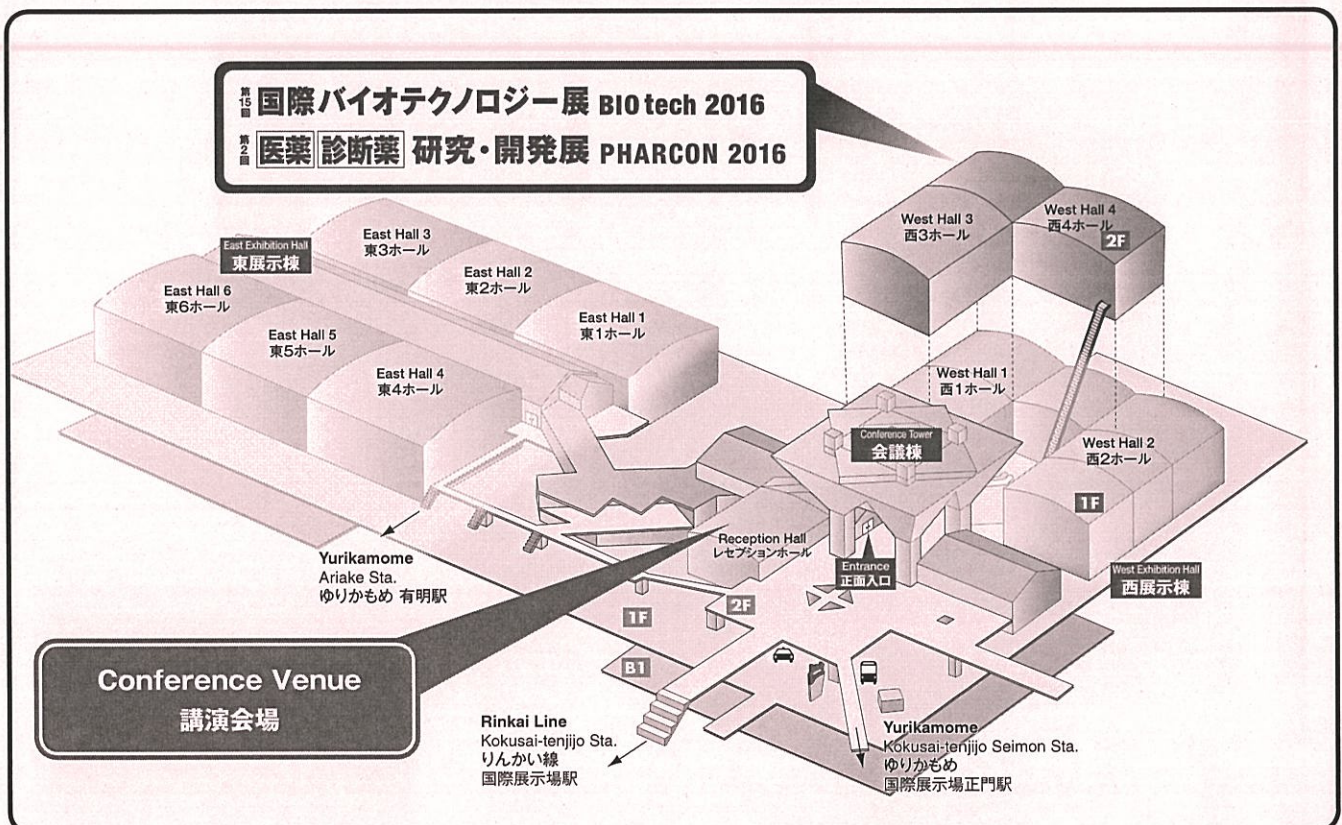 第15回 国際バイオテクノロジー展 BIO tech 2016
第2回 医薬 診断薬 研究・開発展 PHARCON 2016
West Hall 3
西3ホール
West Hall 4
西4ホール
2F
East Exhibition Hall
東展示棟
East Hall 3
東3ホール
East Hall 2
東2ホール
East Hall 1
東1ホール
East Hall 6
東6ホール
East Hall 5
東5ホール
East Hall 4
東4ホール
West Hall 1
西1ホール
Conference Tower
会議棟
West Hall 2
西2ホール
1F
Reception Hall
レセプションホール
Entrance
正面入口
West Exhibition Hall
西展示棟
Yurikamome
Ariake Sta.
ゆりかもめ 有明駅
1F
2F
B1
Conference Venue
講演会場
Rinkai Line
Kokusai-tenjijo Sta.
りんかい線
国際展示場駅
Yurikamome
Kokusai-tenjijo Seimon Sta.
ゆりかもめ
国際展示場正門駅